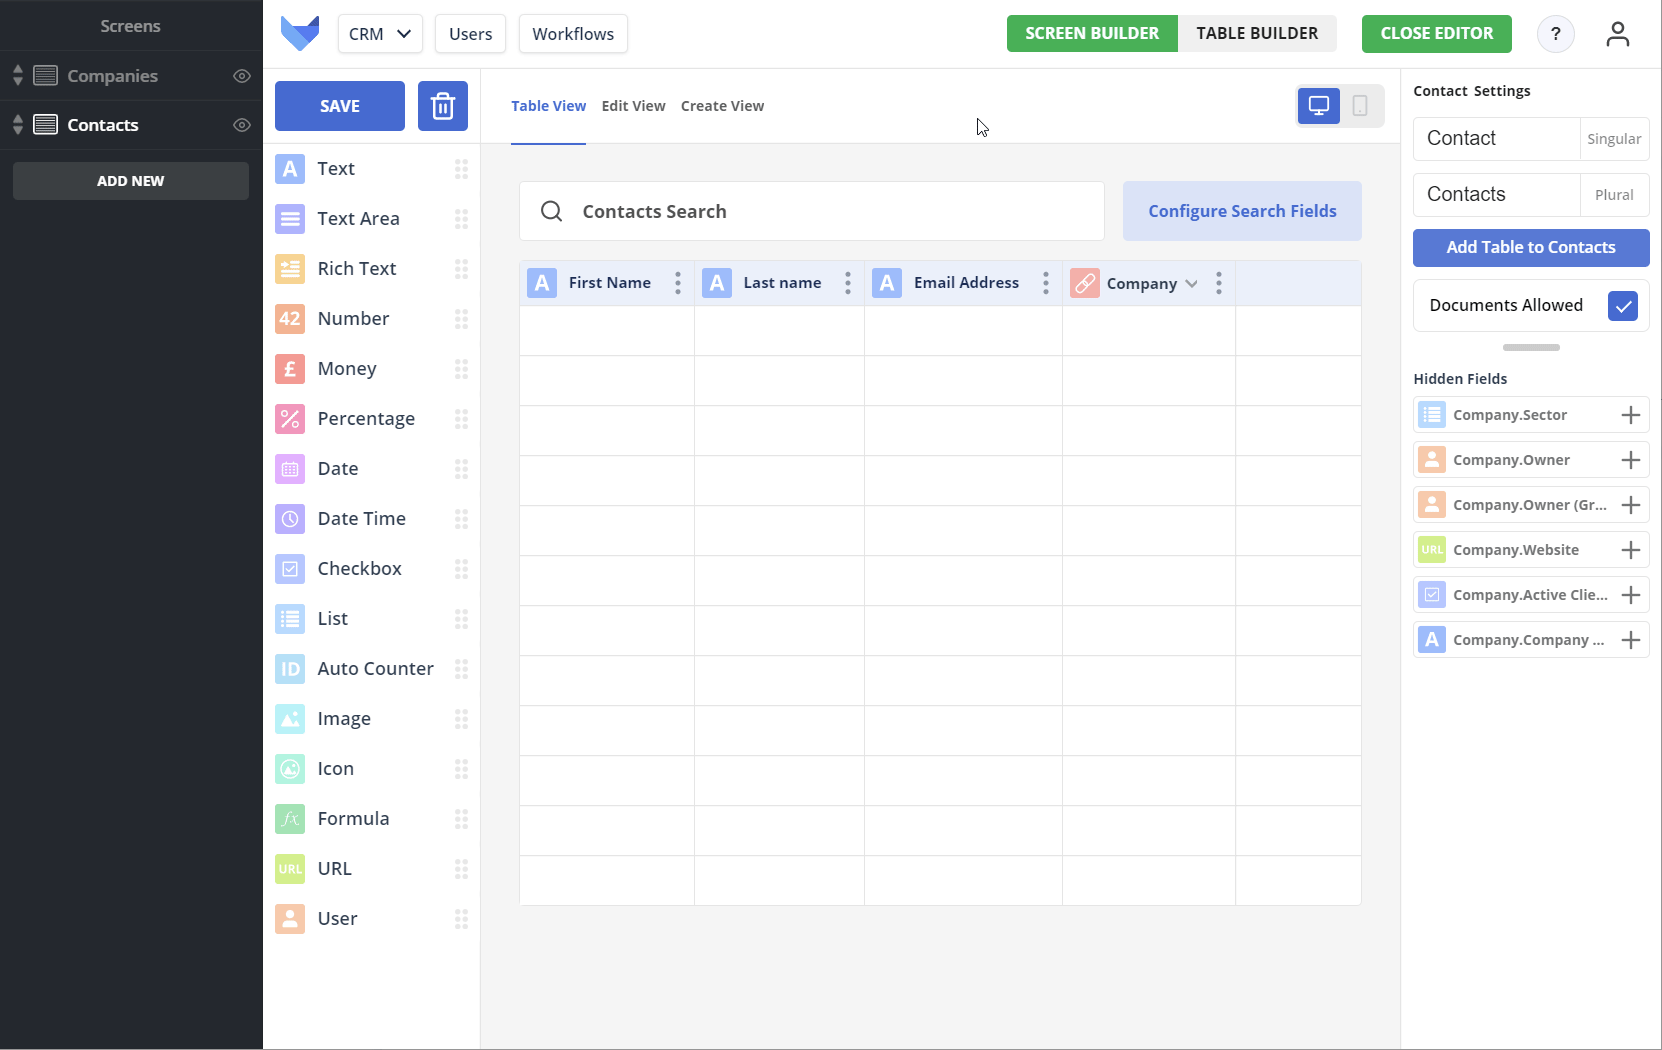 Screens
Companies
Contacts
ADD NEW
CRM
Users
Workflows
SCREEN BUILDER
TABLE BUILDER
CLOSE EDITOR
?
SAVE
Table View
Edit View
Create View
A Text
Text Area
Rich Text
42 Number
£ Money
Percentage
Date
Date Time
Checkbox
List
ID Auto Counter
Image
Icon
fx Formula
URL URL
User
Contacts Search
Configure Search Fields
A First Name
A Last name
A Email Address
Company
Contact Settings
Contact Singular
Contacts Plural
Add Table to Contacts
Documents Allowed
Hidden Fields
Company.Sector
Company.Owner
Company.Owner (Gr...
URL Company.Website
Company.Active Clie...
A Company.Company ...